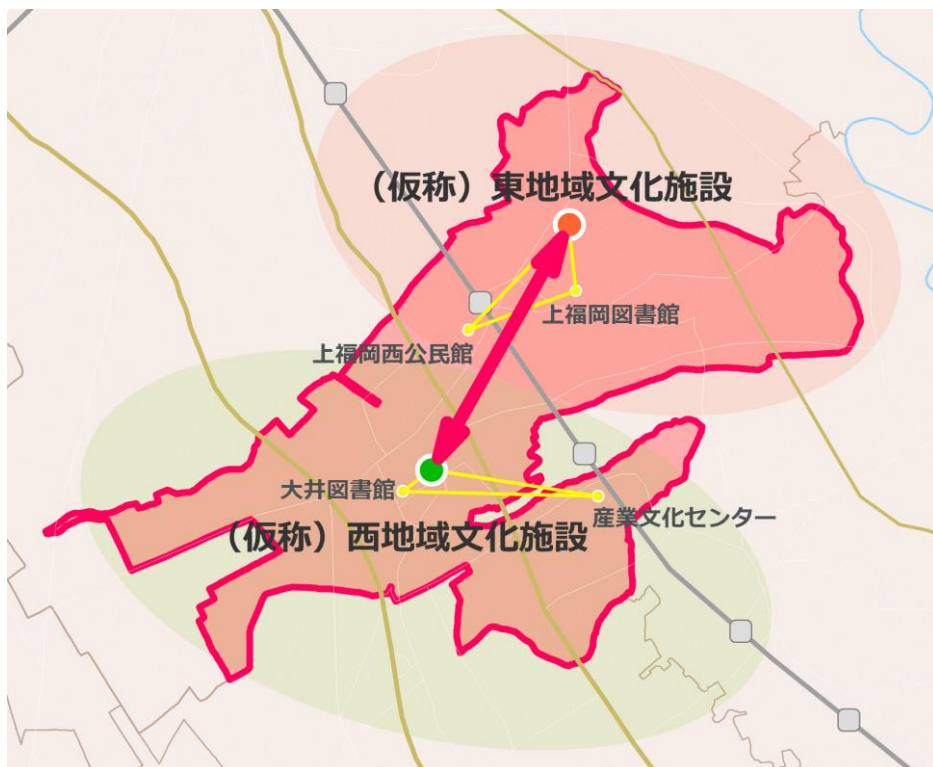 （仮称）東地域文化施設
上福岡図書館
上福岡西公民館
大井図書館
産業文化センター
（仮称）西地域文化施設